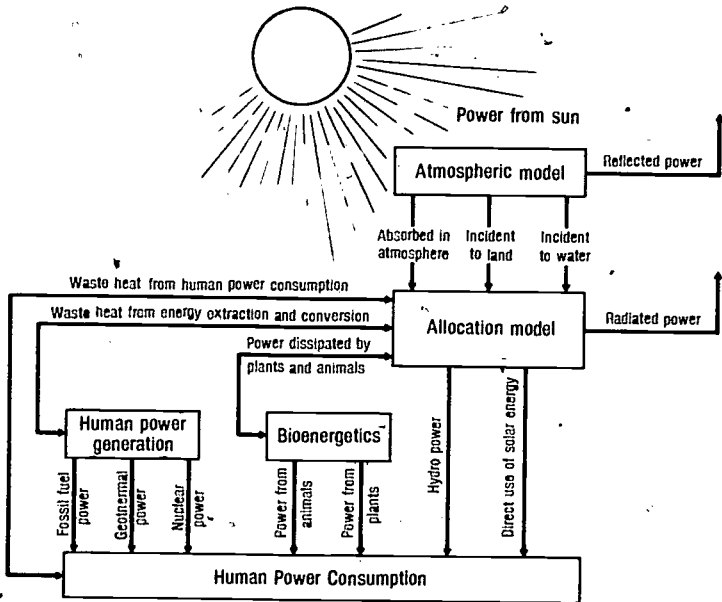 Power from sun
Atmospheric model
Reflected power
Absorbed in
atmosphere
Incident
to land
Incident
to water
Waste heat from human power consumption
Waste heat from energy extraction and conversion
Power dissipated by
plants and animals
Allocation model
Radiated power
Human power
generation
Bioenergetics
Fossil fuel
power
Geothermal
power
Nuclear
power
Power from
animals
Power from
plants
Hydro power
Direct use of solar energy
Human Power Consumption